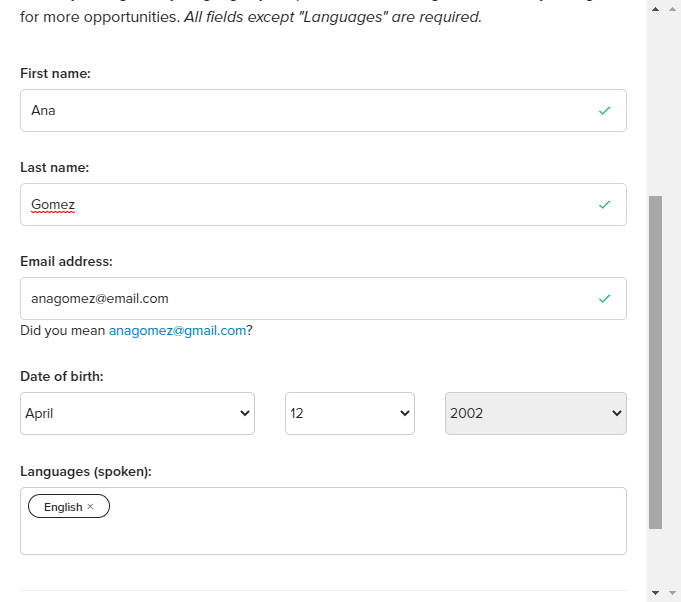 for more opportunities. All fields except "Languages" are required.
First name:
Ana
Last name:
Gomez
Email address:
anagomez@email.com
Did you mean anagomez@gmail.com?
Date of birth:
April 12 2002
Languages (spoken):
English ×